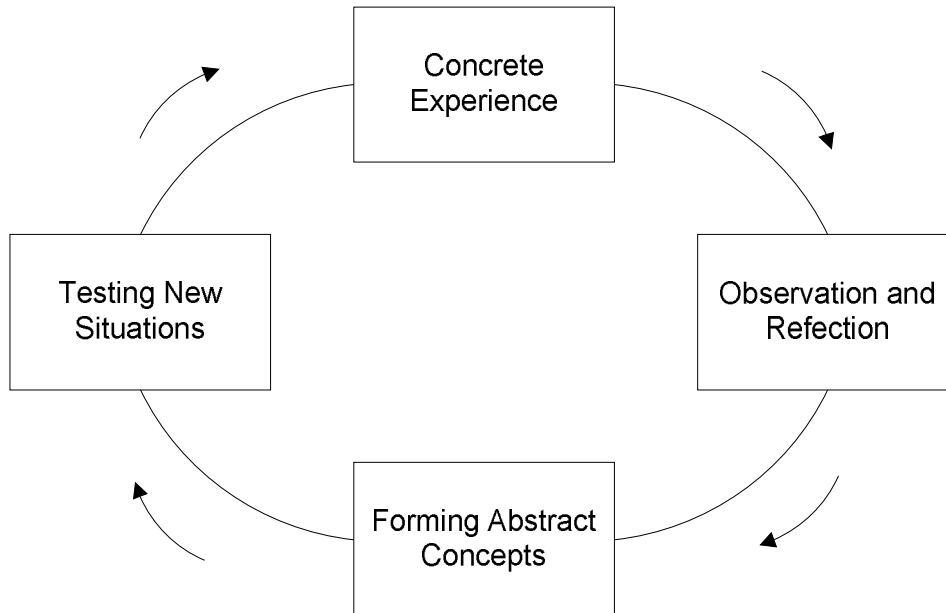 Concrete
Experience
Testing New
Situations
Observation and
Refection
Forming Abstract
Concepts